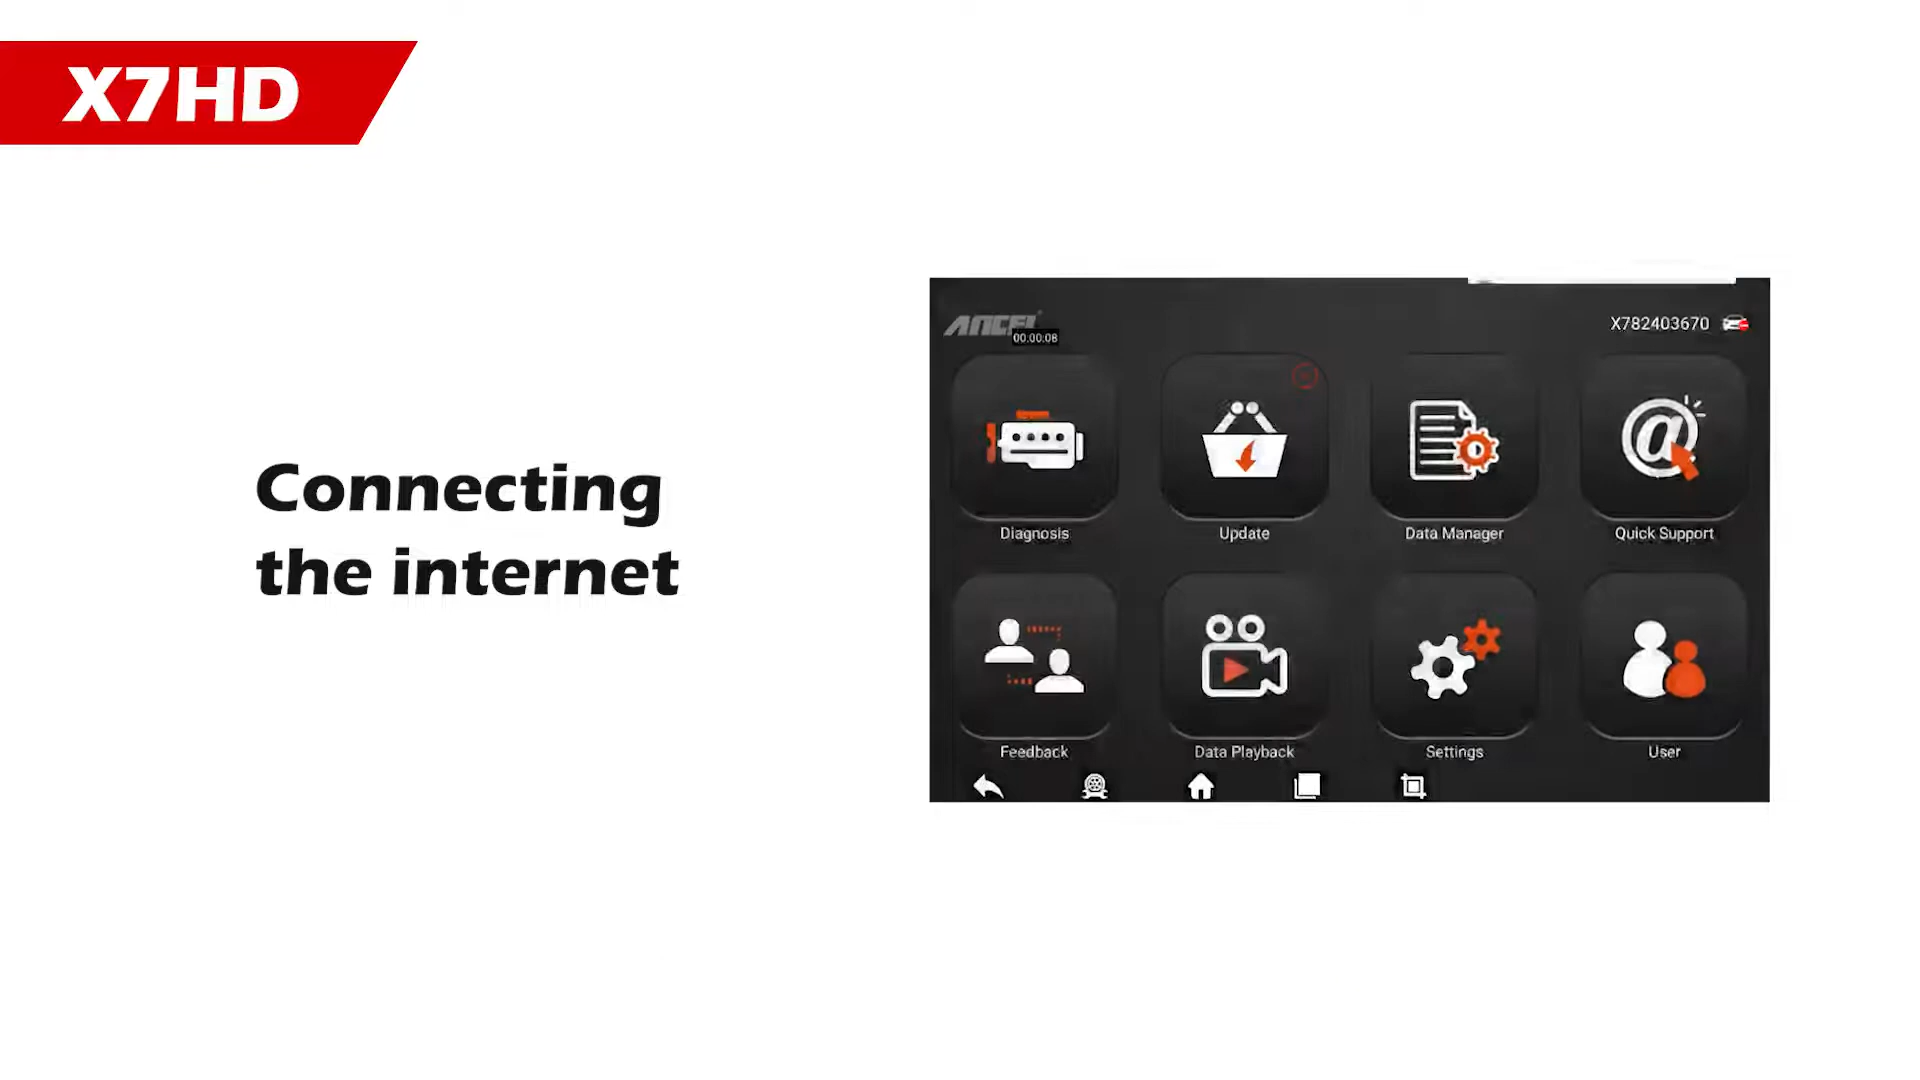 X7HD
Connecting
the internet
ANCEL
00:00:08
X782403670
Diagnosis
Update
Data Manager
Quick Support
Feedback
Data Playback
Settings
User